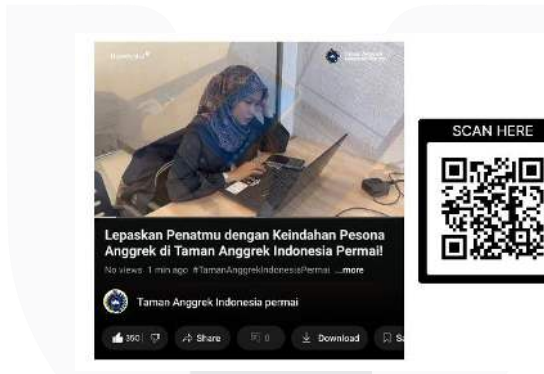 Lepaskan Penatmu dengan Keindahan Pesona
Anggrek di Taman Anggrek Indonesia Permai!
No views 1 min ago #TamanAnggrekIndonesiaPermai ...more
Taman Anggrek Indonesia permai
350 Share 0 Download
SCAN HERE